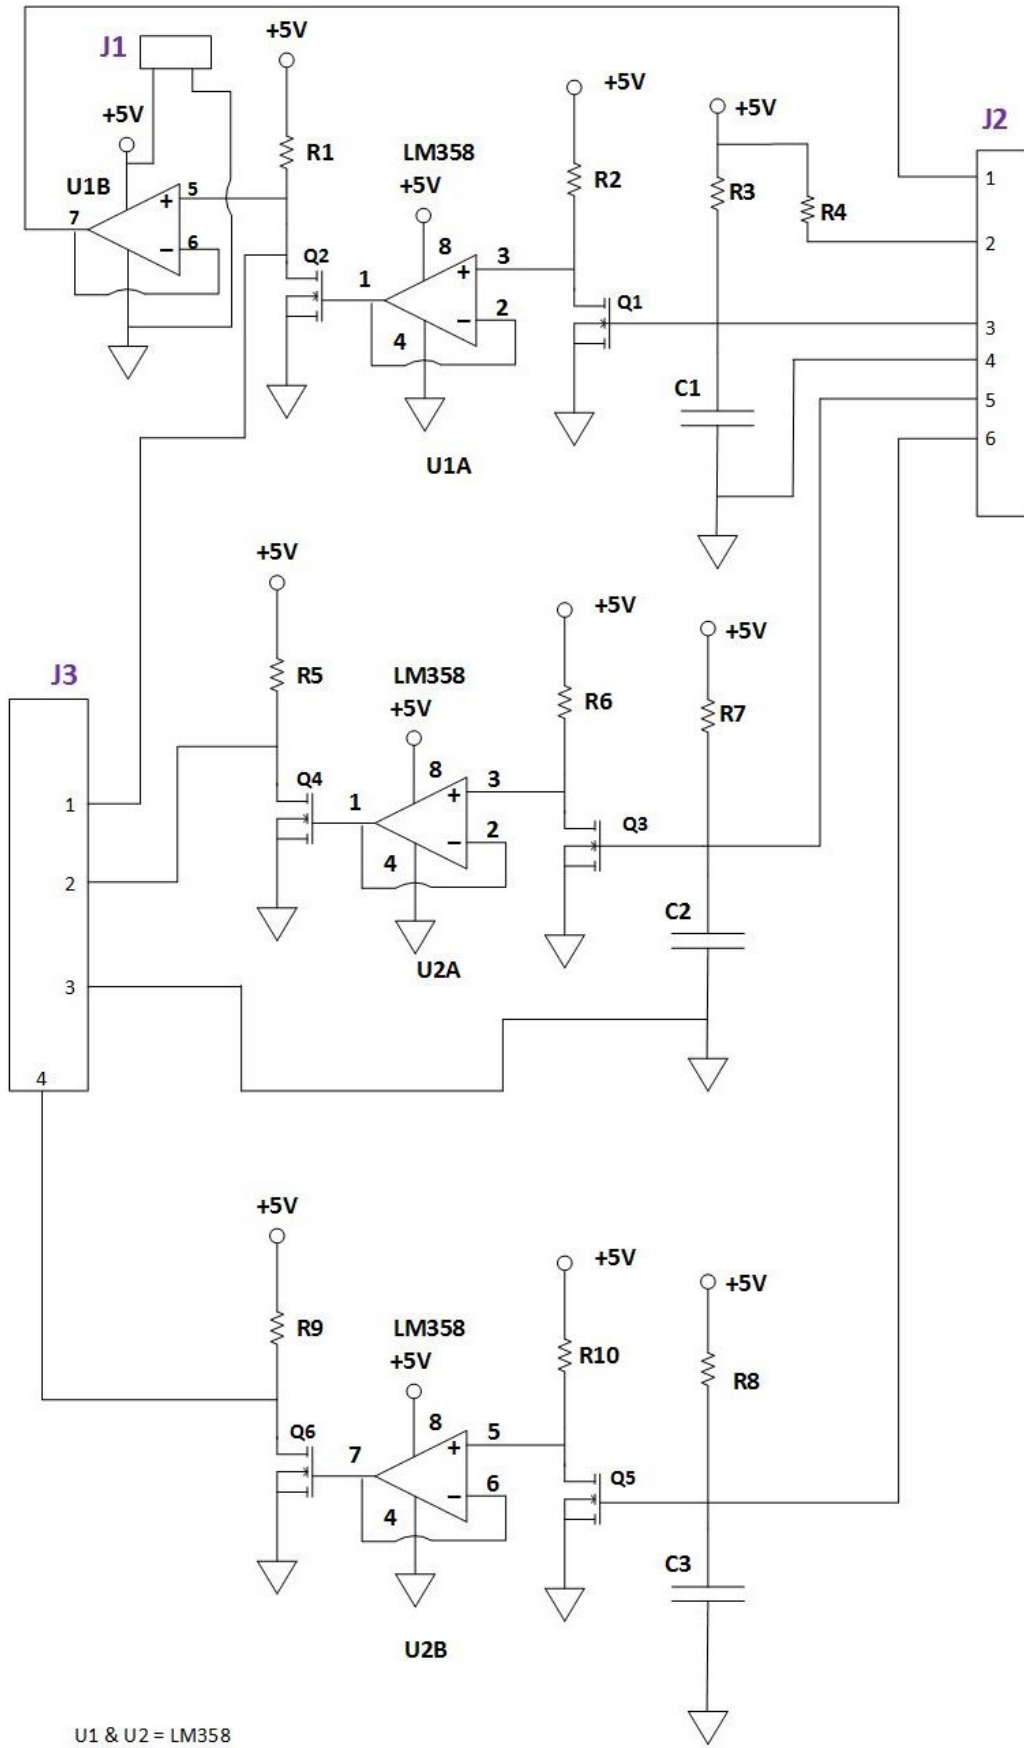 +5V
J1
+5V
+5V
J2
+5V
R1
LM358
+5V
R2
R3
R4
1
2
U1B
5
+
7
6
−
Q2
1
8
3
+
2
−
4
Q1
3
4
5
6
C1
U1A
+5V
+5V
+5V
J3
R5
LM358
+5V
R6
R7
1
Q4
1
8
3
+
2
−
4
Q3
2
C2
U2A
3
4
+5V
+5V
+5V
R9
LM358
+5V
R10
R8
Q6
7
8
5
+
6
−
4
Q5
C3
U2B
U1 & U2 = LM358